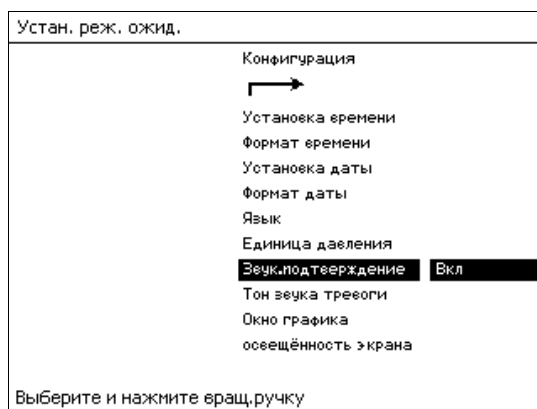 Устан. реж. ожид.
Конфигурация
Установка времени
Формат времени
Установка даты
Формат даты
Язык
Единица давления
Звук.подтверждение Вкл
Тон звука тревоги
Окно графика
освещённость экрана
Выберите и нажмите вращ.ручку